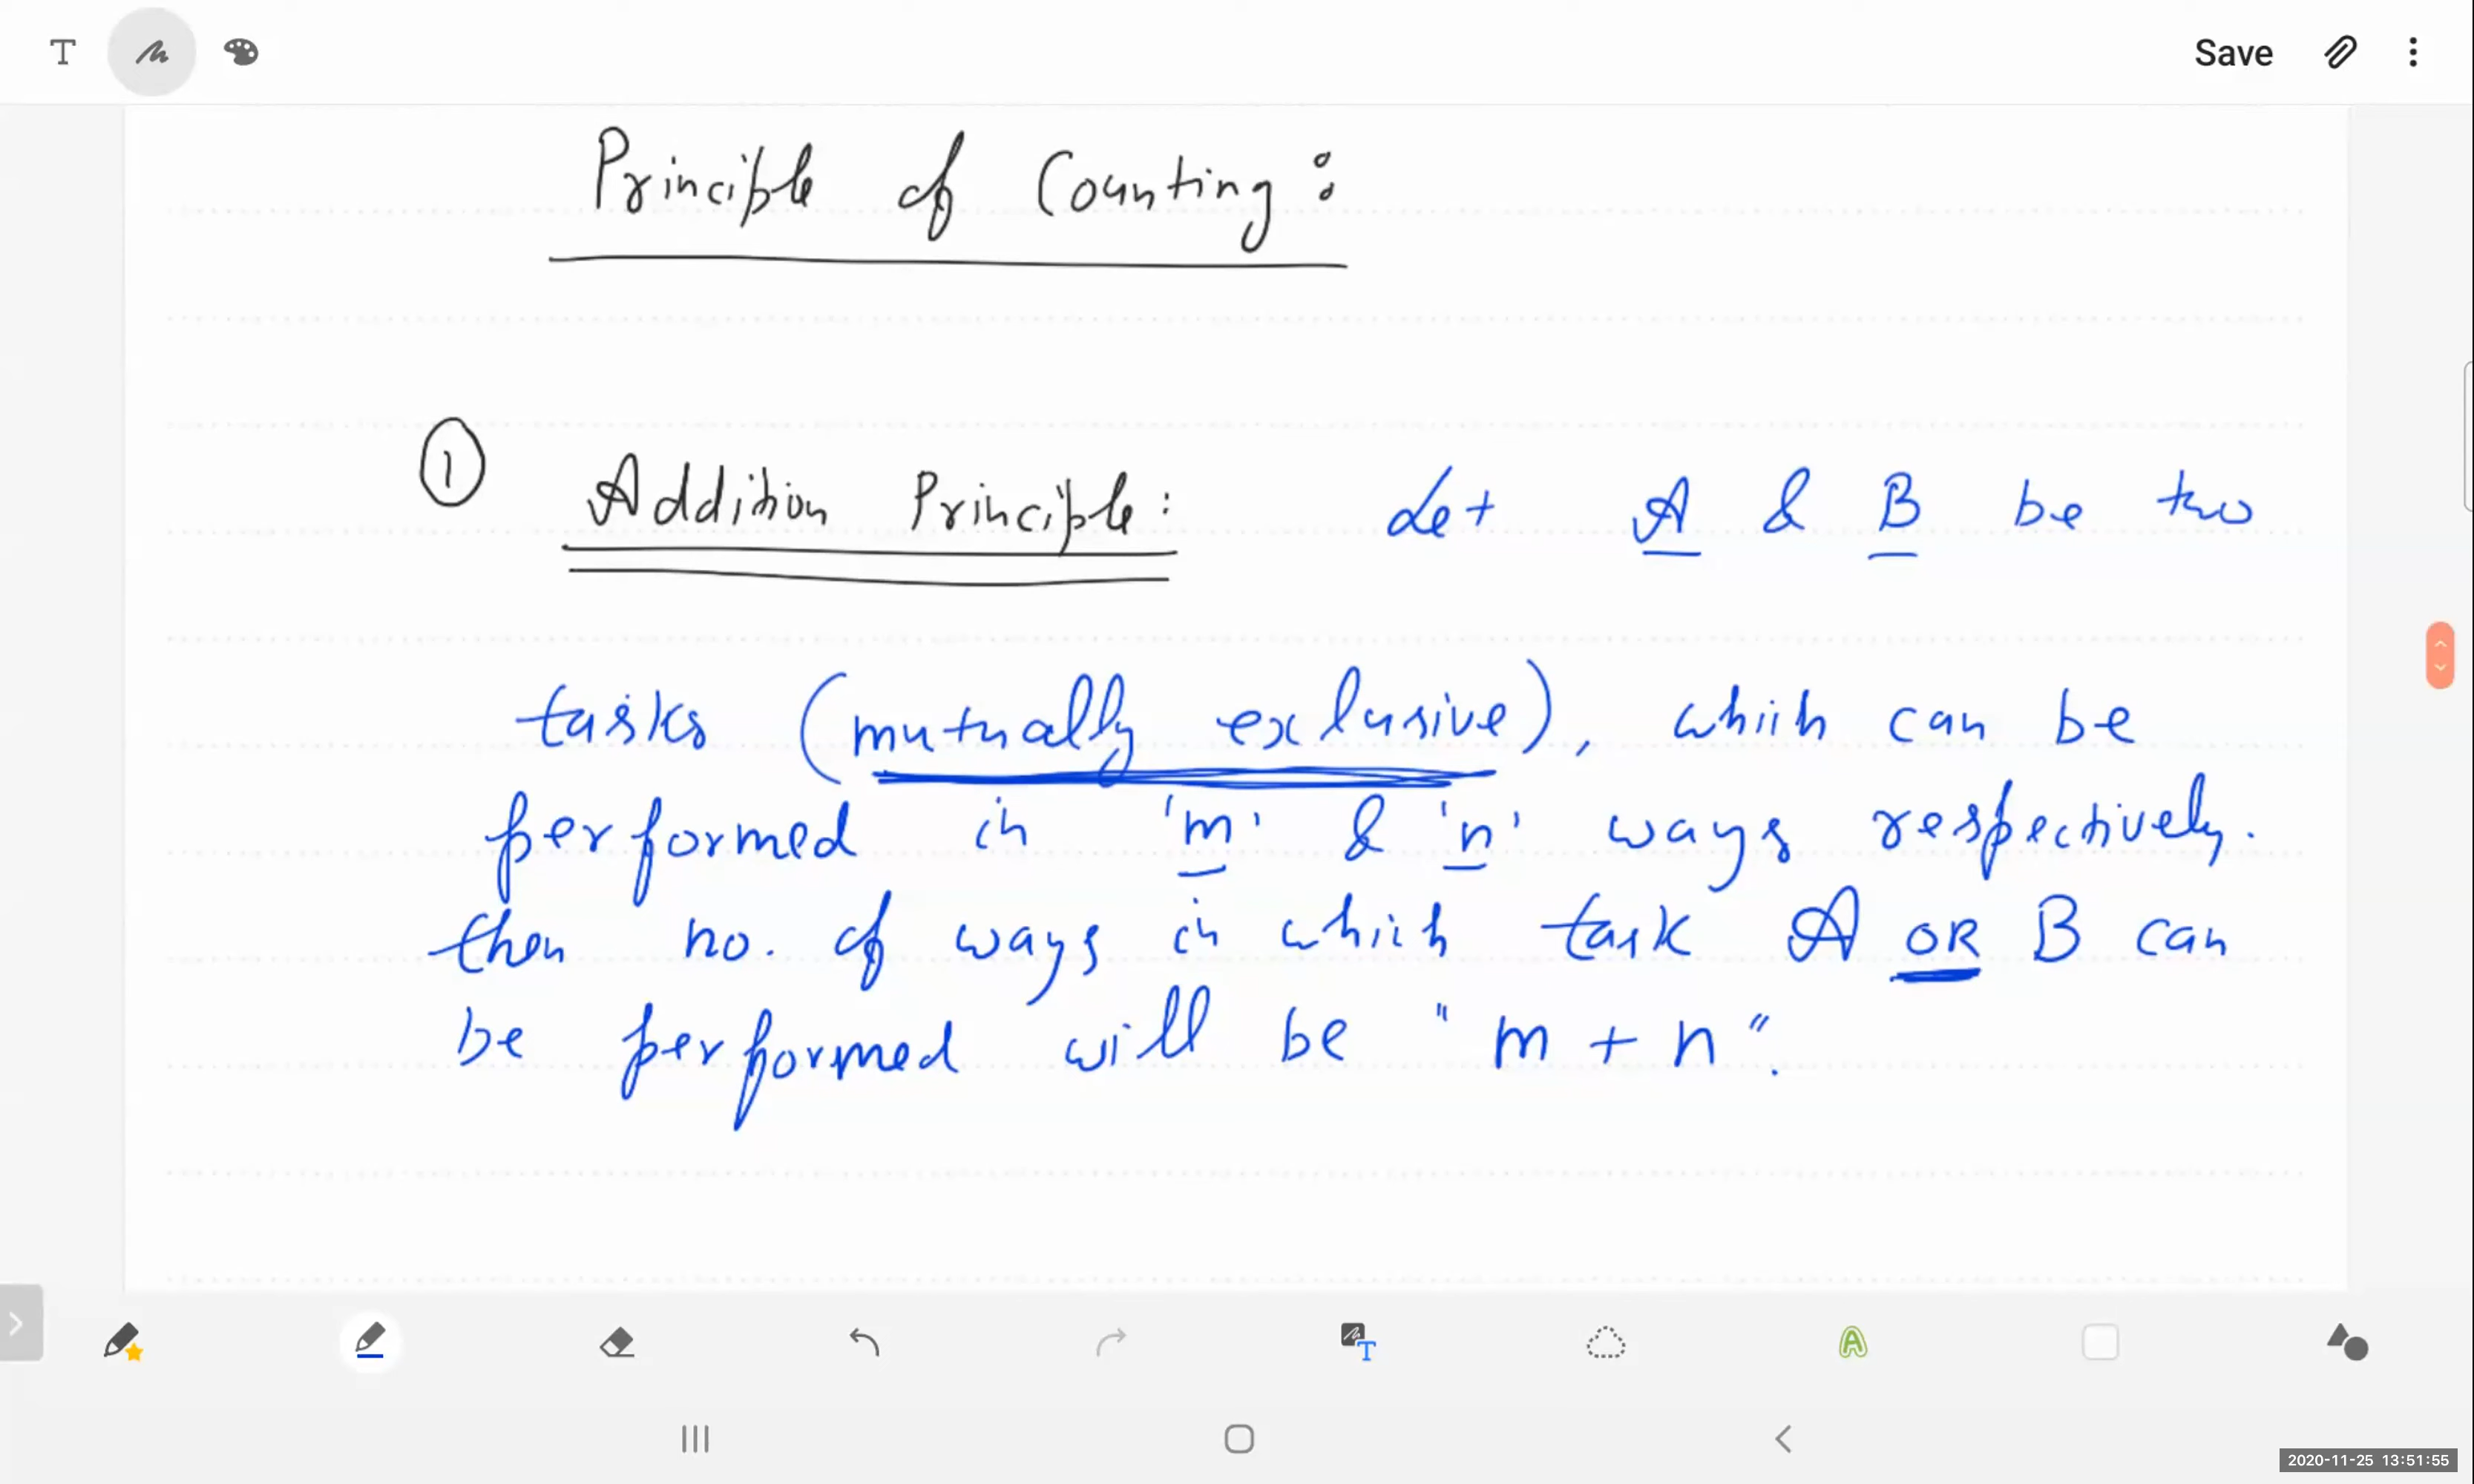 Save
Principle of Counting:
① Addition Principle: Let A & B be two
tasks (mutually exclusive), which can be
performed in 'm' & 'n' ways respectively.
then no. of ways in which task A OR B can
be performed will be "m + n".
2020-11-25 13:51:55